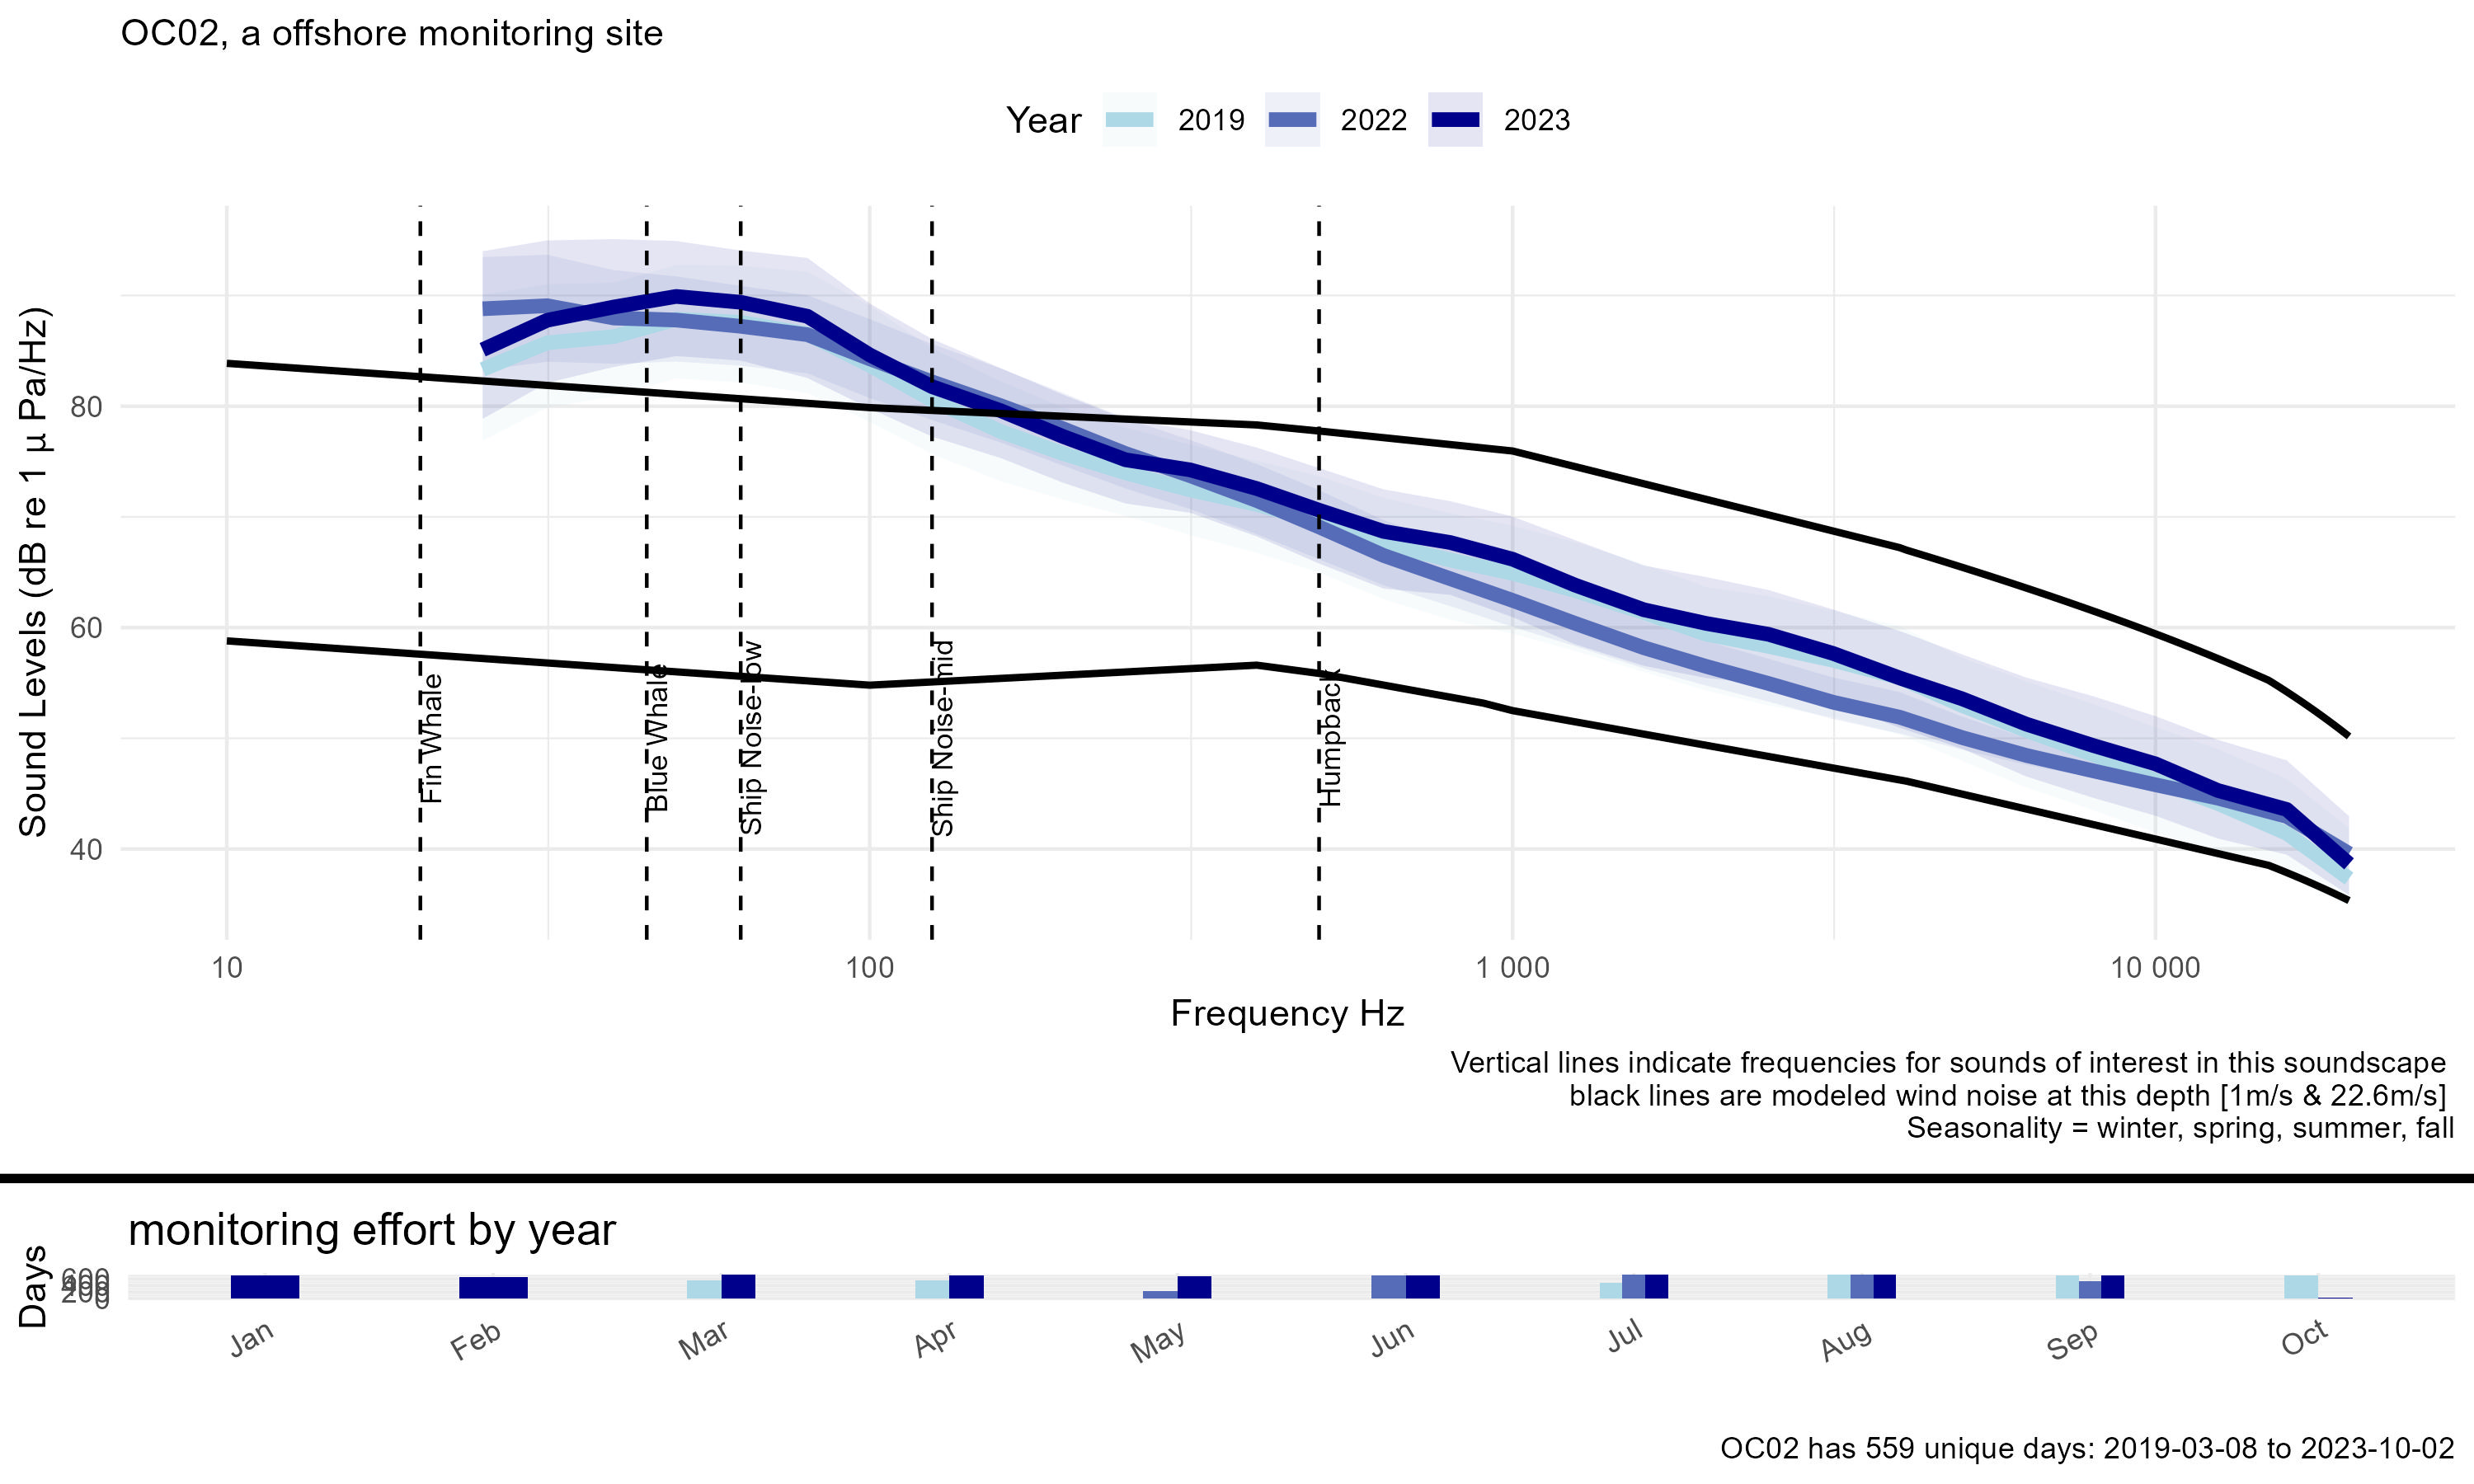 OC02, a offshore monitoring site
Year 2019 2022 2023
Sound Levels (dB re 1 µ Pa/Hz)
80
60
40
Fin Whale
Blue Whale
Ship Noise-low
Ship Noise-mid
Humpback
10 100 1 000 10 000
Frequency Hz
Vertical lines indicate frequencies for sounds of interest in this soundscape
black lines are modeled wind noise at this depth [1m/s & 22.6m/s]
Seasonality = winter, spring, summer, fall
monitoring effort by year
Days
600
400
200
0
Jan Feb Mar Apr May Jun Jul Aug Sep Oct
OC02 has 559 unique days: 2019-03-08 to 2023-10-02